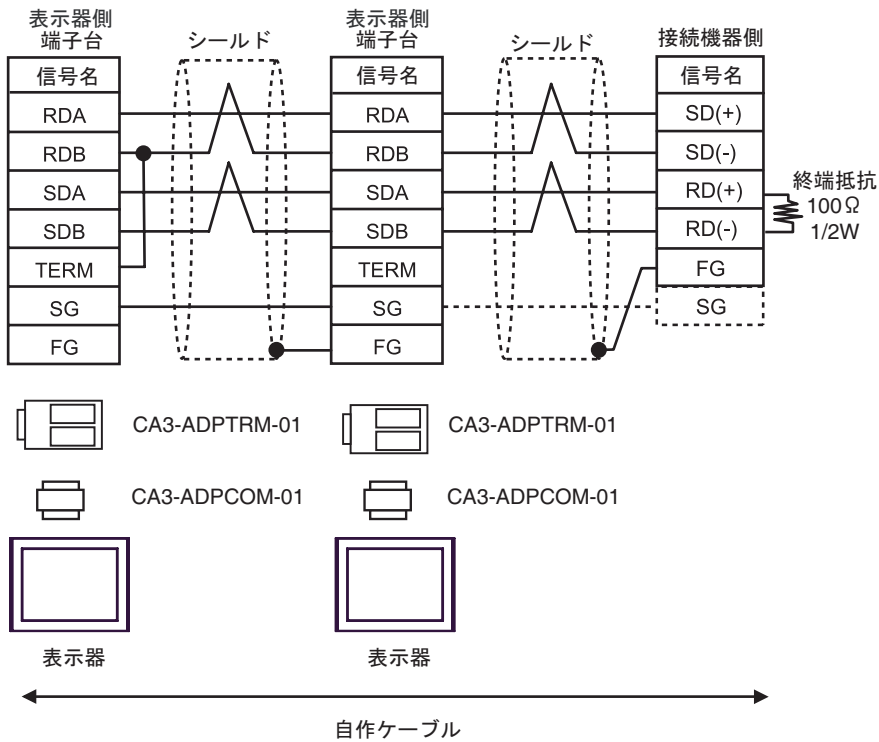 表示器側
端子台
信号名
RDA
RDB
SDA
SDB
TERM
SG
FG
シールド
表示器側
端子台
信号名
RDA
RDB
SDA
SDB
TERM
SG
FG
シールド
接続機器側
信号名
SD(+)
SD(-)
RD(+)
RD(-)
FG
SG
終端抵抗
100Ω
1/2W
CA3-ADPTRM-01
CA3-ADPTRM-01
CA3-ADPCOM-01
CA3-ADPCOM-01
表示器
表示器
自作ケーブル